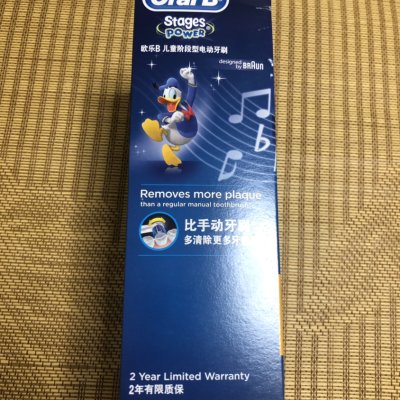 Oral B
Stages
POWER
欧乐B 儿童阶段型电动牙刷
designed
by BRAUN
Removes more plaque
than a regular manual toothbrush
比手动牙刷
多清除更多牙
2 Year Limited Warranty
2年有限质保